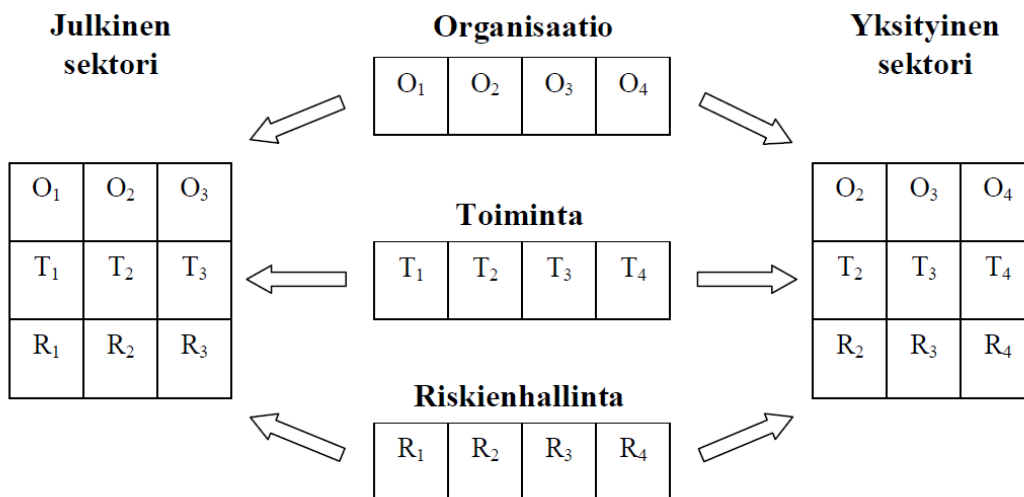 Julkinen
sektori
Organisaatio
O₁ O₂ O₃ O₄
Yksityinen
sektori
O₁ O₂ O₃
T₁ T₂ T₃
R₁ R₂ R₃
Toiminta
T₁ T₂ T₃ T₄
Riskienhallinta
R₁ R₂ R₃ R₄
O₂ O₃ O₄
T₂ T₃ T₄
R₂ R₃ R₄